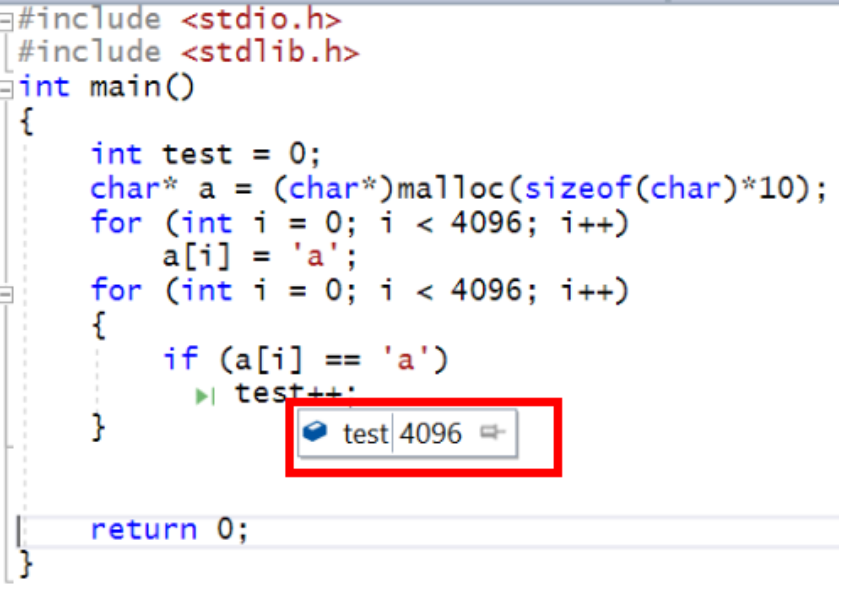 #include <stdio.h>
#include <stdlib.h>
int main()
{
    int test = 0;
    char* a = (char*)malloc(sizeof(char)*10);
    for (int i = 0; i < 4096; i++)
        a[i] = 'a';
    for (int i = 0; i < 4096; i++)
    {
        if (a[i] == 'a')
            test++;
    }
test 4096
    return 0;
}